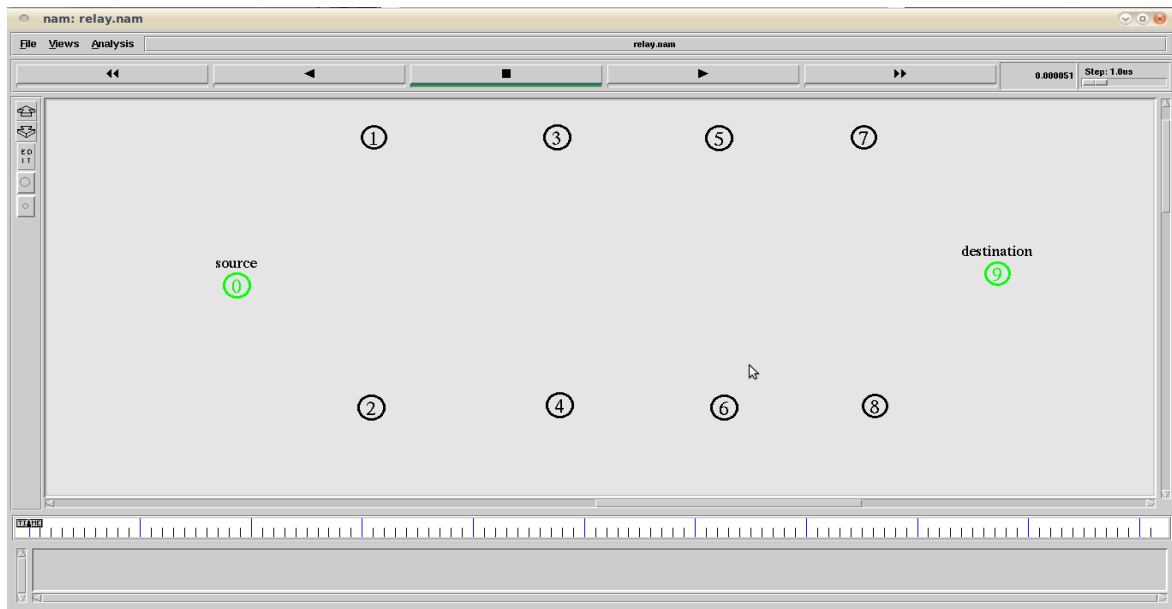 nam: relay.nam
File Views Analysis relay.nam
0.000051 Step: 1.0us
ED
IT
1 3 5 7
source
0
destination
9
2 4 6 8
TIME